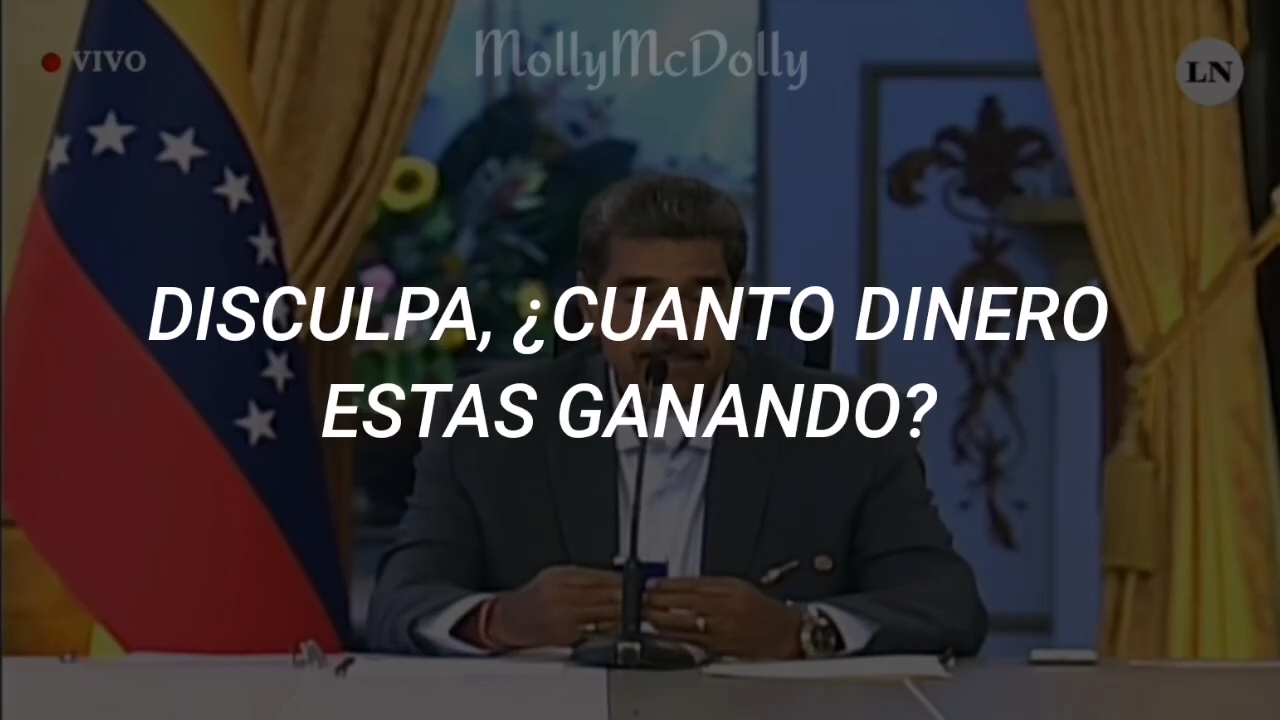 VIVO
MollyMcDolly
LN
DISCULPA, ¿CUANTO DINERO
ESTAS GANANDO?